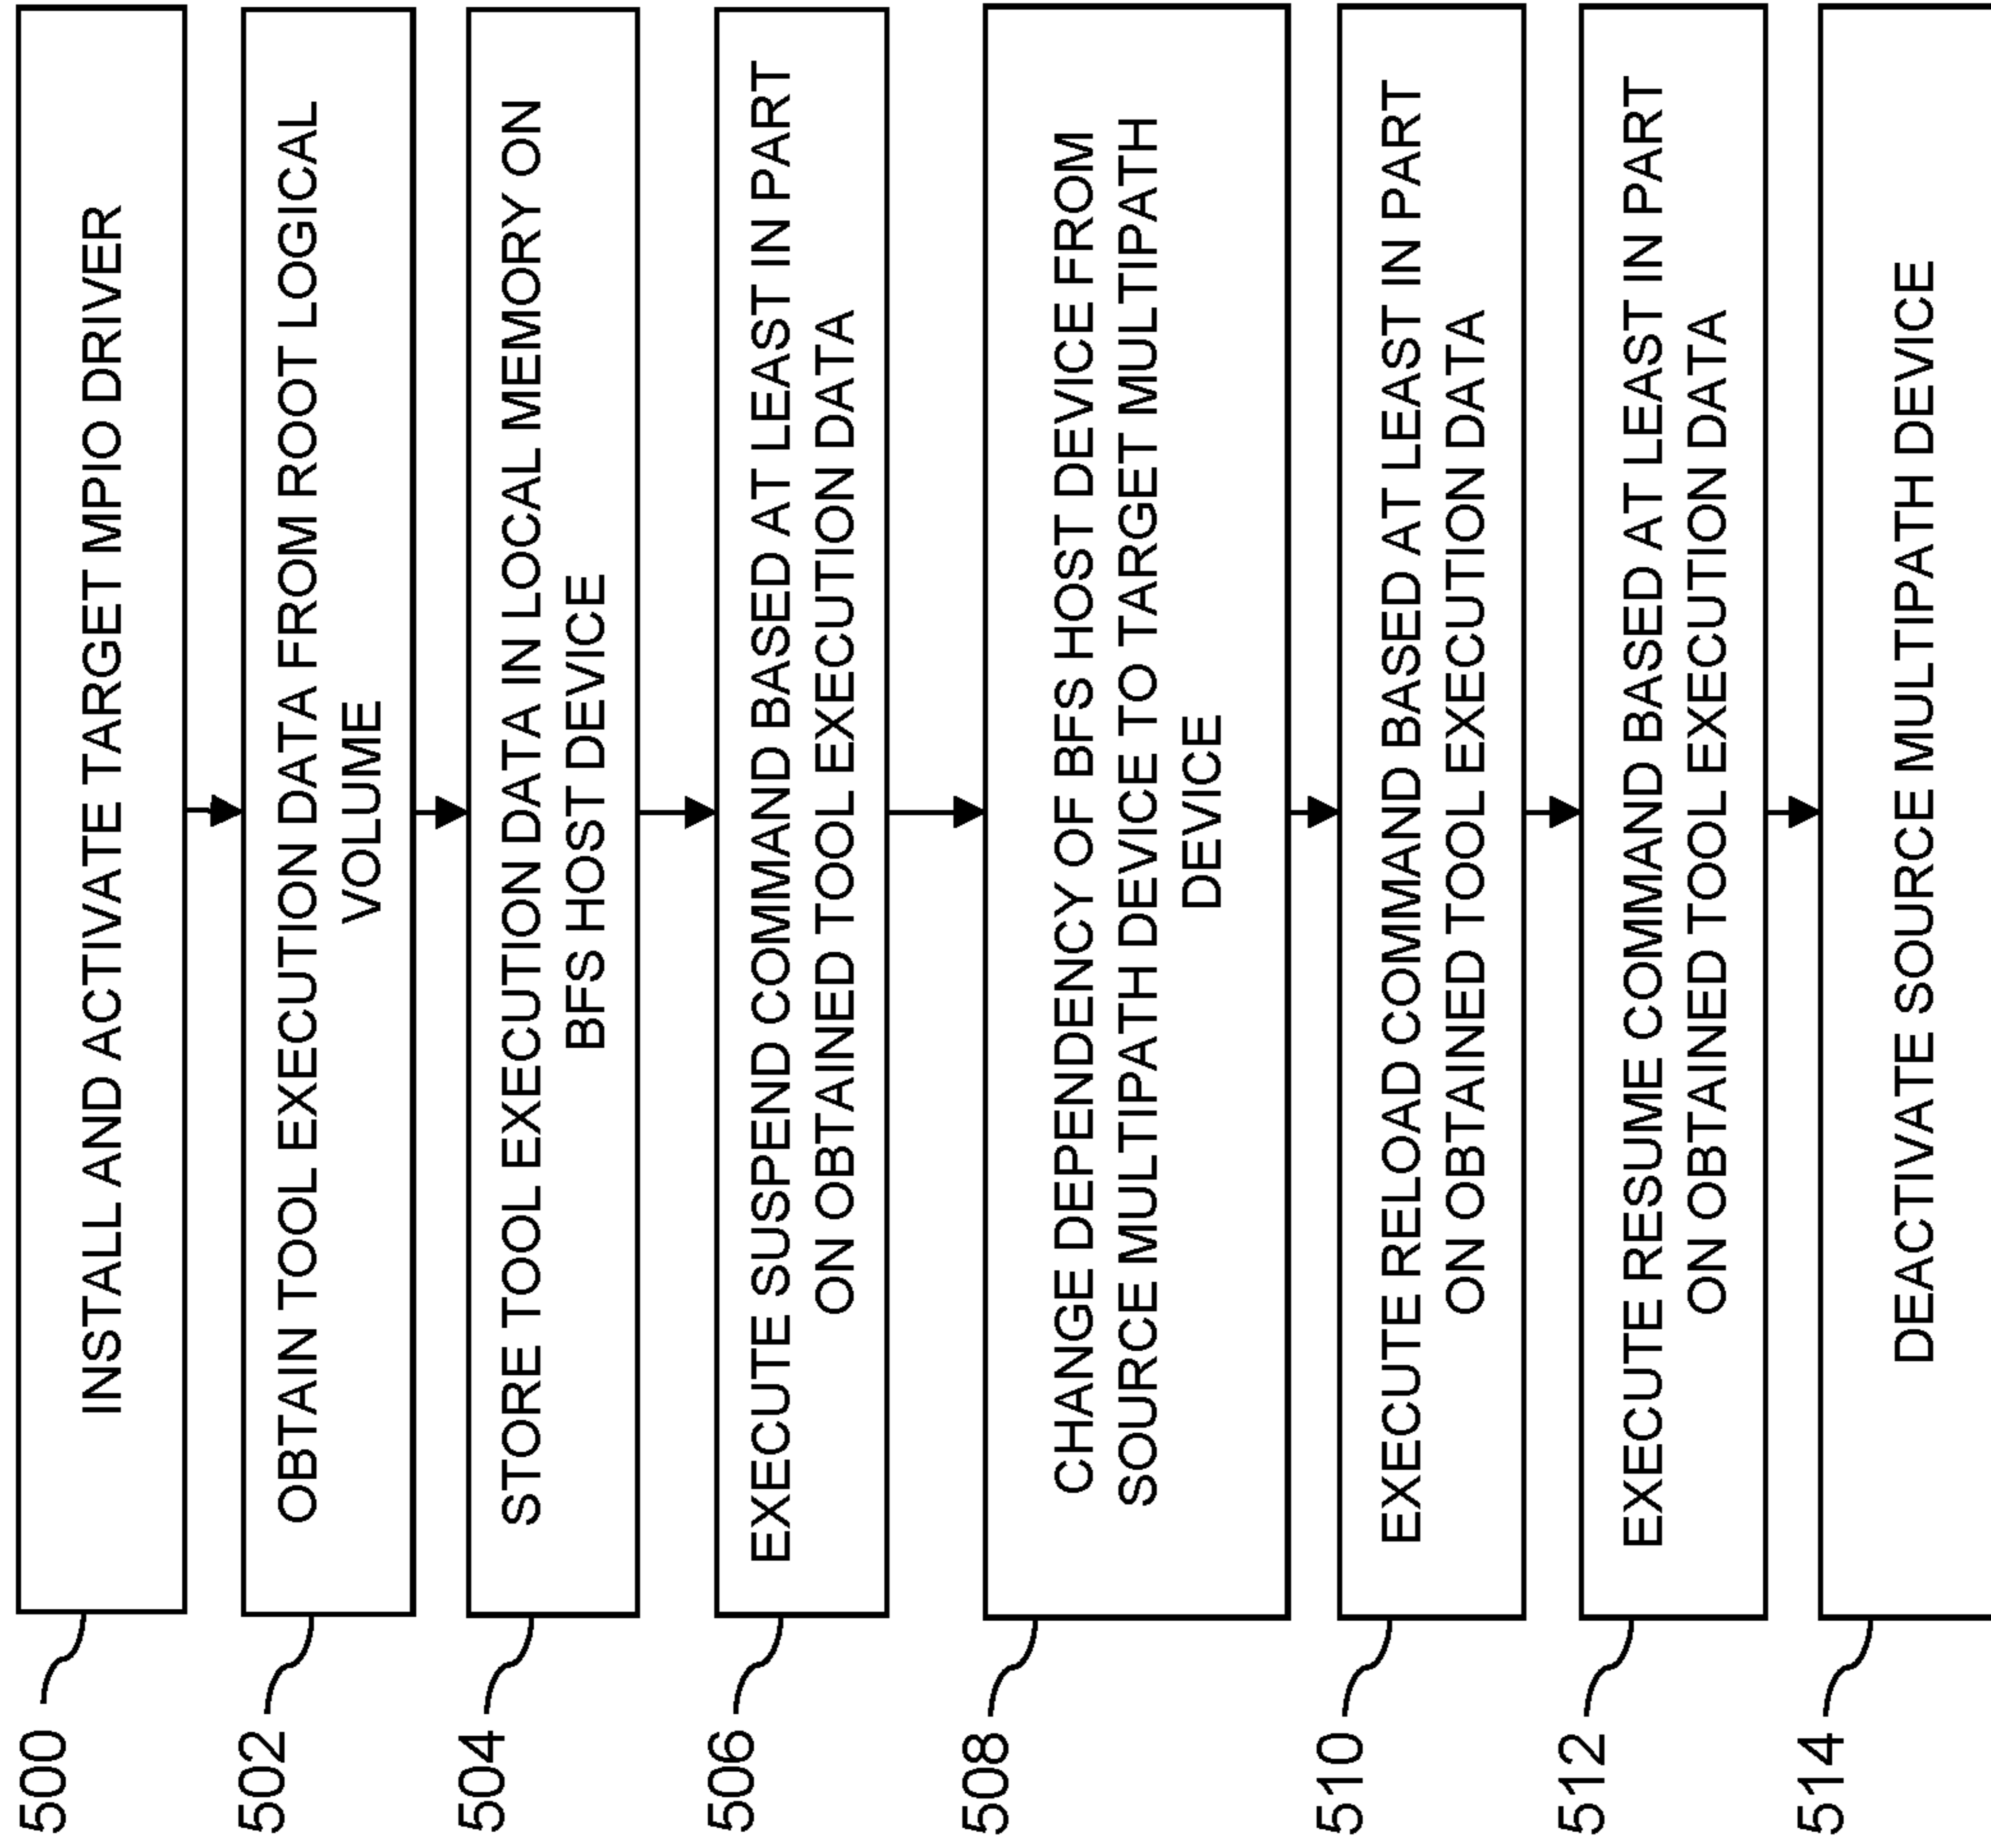 500
INSTALL AND ACTIVATE TARGET MPIO DRIVER
502
OBTAIN TOOL EXECUTION DATA FROM ROOT LOGICAL
VOLUME
504
STORE TOOL EXECUTION DATA IN LOCAL MEMORY ON
BFS HOST DEVICE
506
EXECUTE SUSPEND COMMAND BASED AT LEAST IN PART
ON OBTAINED TOOL EXECUTION DATA
508
CHANGE DEPENDENCY OF BFS HOST DEVICE FROM
SOURCE MULTIPATH DEVICE TO TARGET MULTIPATH
DEVICE
510
EXECUTE RELOAD COMMAND BASED AT LEAST IN PART
ON OBTAINED TOOL EXECUTION DATA
512
EXECUTE RESUME COMMAND BASED AT LEAST IN PART
ON OBTAINED TOOL EXECUTION DATA
514
DEACTIVATE SOURCE MULTIPATH DEVICE